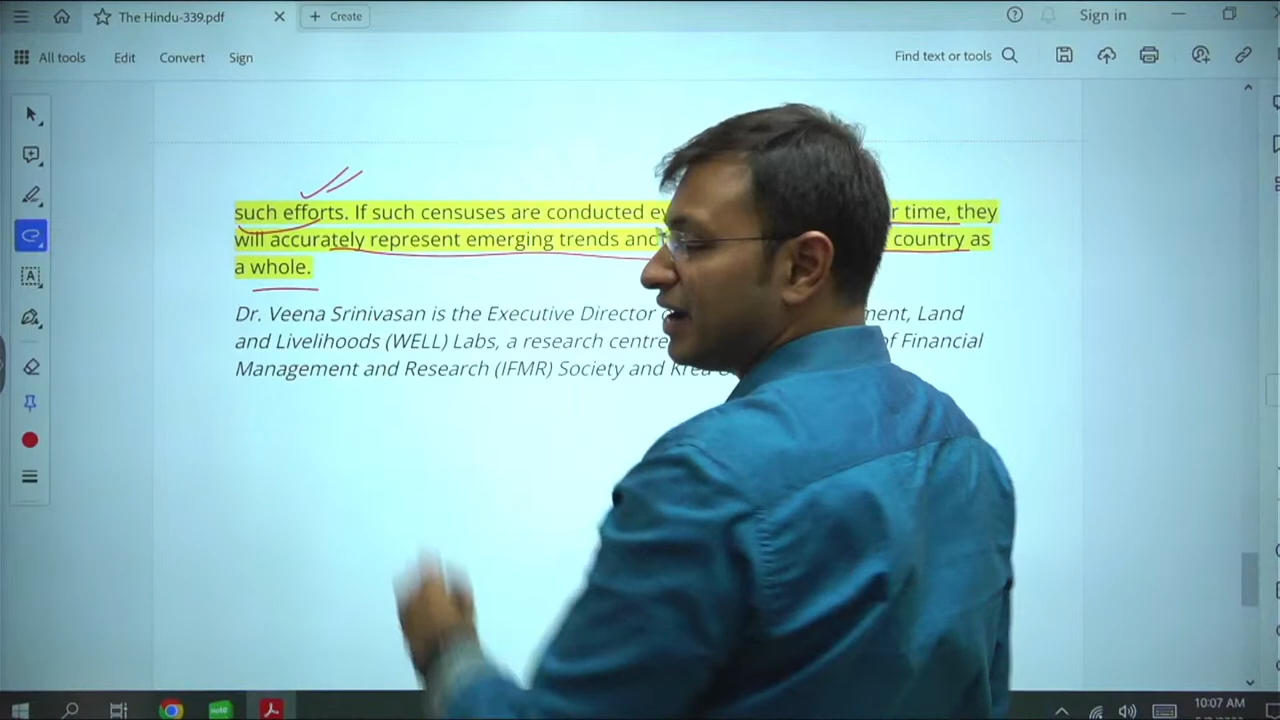 The Hindu-339.pdf
Create
Sign in
All tools
Edit
Convert
Sign
Find text or tools
such efforts. If such censuses are conducted
r time, they
will accurately represent emerging trends and
country as
a whole.
Dr. Veena Srinivasan is the Executive Director
ment, Land
and Livelihoods (WELL) Labs, a research centre
of Financial
Management and Research (IFMR) Society and Krea
10:07 AM